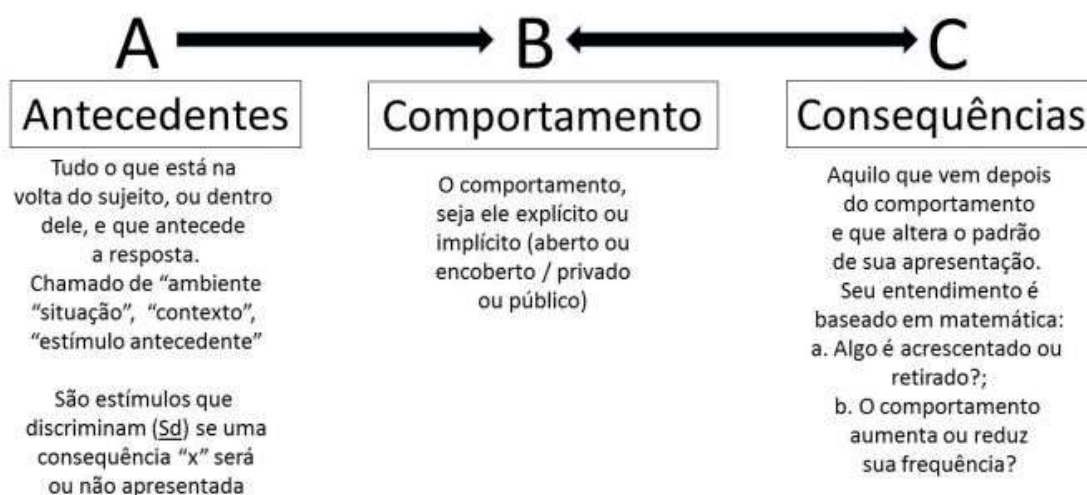 A
B
C
Antecedentes
Tudo o que está na
volta do sujeito, ou dentro
dele, e que antecede
a resposta.
Chamado de “ambiente
“situação”, “contexto”,
“estímulo antecedente”
São estímulos que
discriminam (Sd) se uma
consequência “x” será
ou não apresentada
Comportamento
O comportamento,
seja ele explícito ou
implícito (aberto ou
encoberto / privado
ou público)
Consequências
Aquilo que vem depois
do comportamento
e que altera o padrão
de sua apresentação.
Seu entendimento é
baseado em matemática:
a. Algo é acrescentado ou
retirado?;
b. O comportamento
aumenta ou reduz
sua frequência?